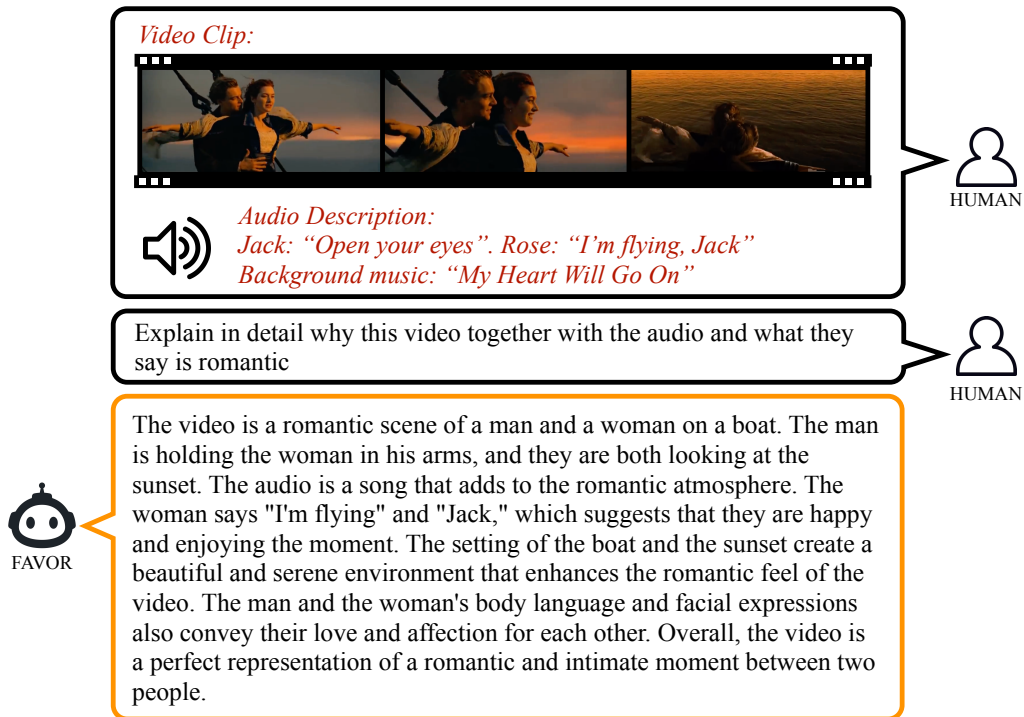 Video Clip:
Audio Description:
Jack: “Open your eyes”. Rose: “I’m flying, Jack”
Background music: “My Heart Will Go On”
HUMAN
Explain in detail why this video together with the audio and what they
say is romantic
HUMAN
The video is a romantic scene of a man and a woman on a boat. The man
is holding the woman in his arms, and they are both looking at the
sunset. The audio is a song that adds to the romantic atmosphere. The
woman says "I'm flying" and "Jack," which suggests that they are happy
and enjoying the moment. The setting of the boat and the sunset create a
beautiful and serene environment that enhances the romantic feel of the
video. The man and the woman's body language and facial expressions
also convey their love and affection for each other. Overall, the video is
a perfect representation of a romantic and intimate moment between two
people.
FAVOR